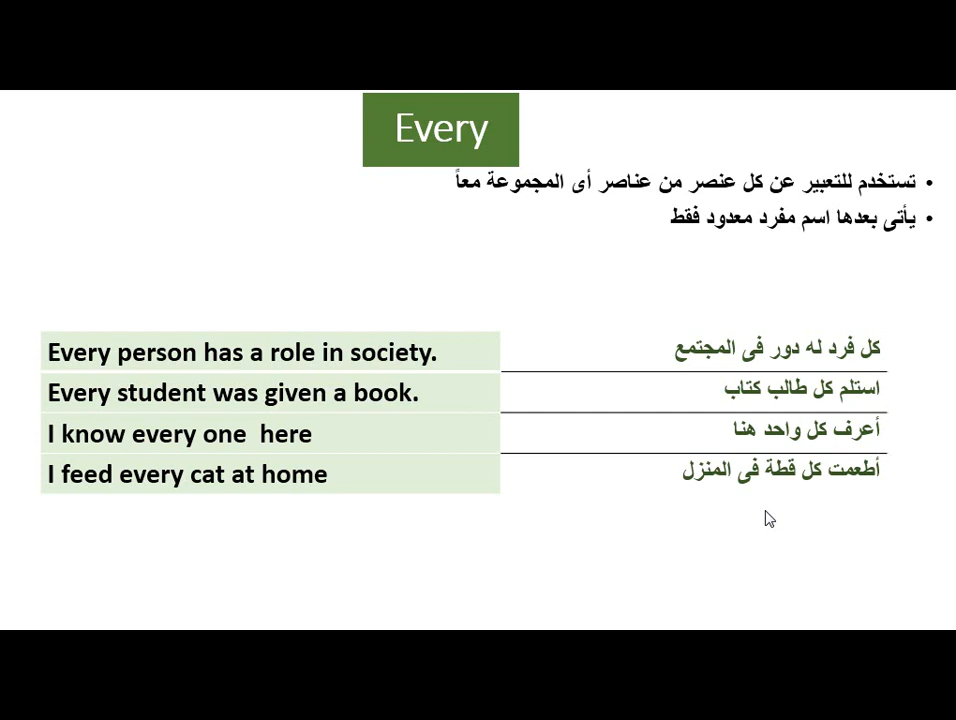 Every
• تستخدم للتعبير عن كل عنصر من عناصر أى المجموعة معاً
• يأتى بعدها اسم مفرد معدود فقط
Every person has a role in society.
كل فرد له دور فى المجتمع
Every student was given a book.
استلم كل طالب كتاب
I know every one  here
أعرف كل واحد هنا
I feed every cat at home
أطعمت كل قطة فى المنزل